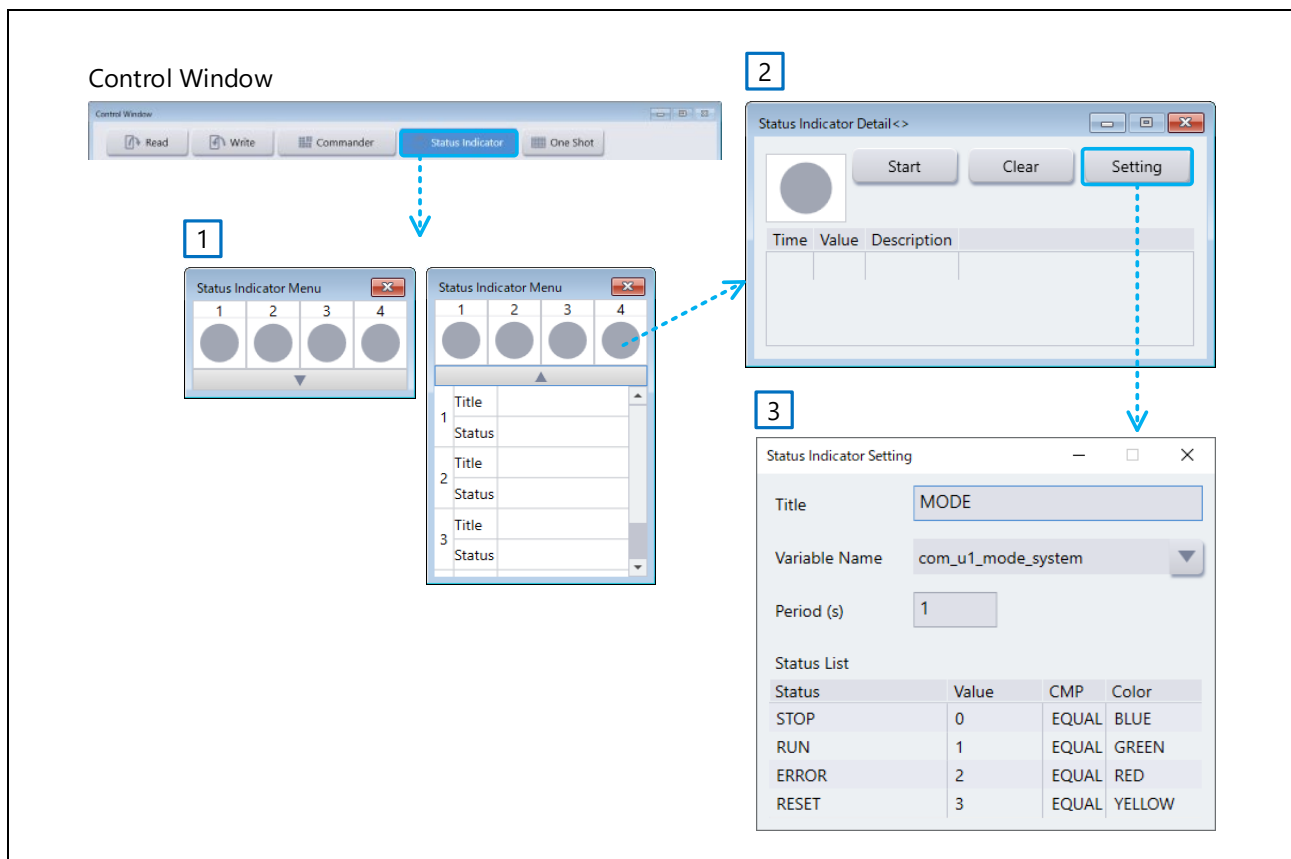 Control Window
Control Window
Read Write Commander Status Indicator One Shot
1
Status Indicator Menu
1 2 3 4
▼
Status Indicator Menu
1 2 3 4
▲
1 Title
Status
2 Title
Status
3 Title
Status
2
Status Indicator Detail<>
Start Clear Setting
Time Value Description
3
Status Indicator Setting
Title MODE
Variable Name com_u1_mode_system
Period (s) 1
Status List
Status Value CMP Color
STOP 0 EQUAL BLUE
RUN 1 EQUAL GREEN
ERROR 2 EQUAL RED
RESET 3 EQUAL YELLOW